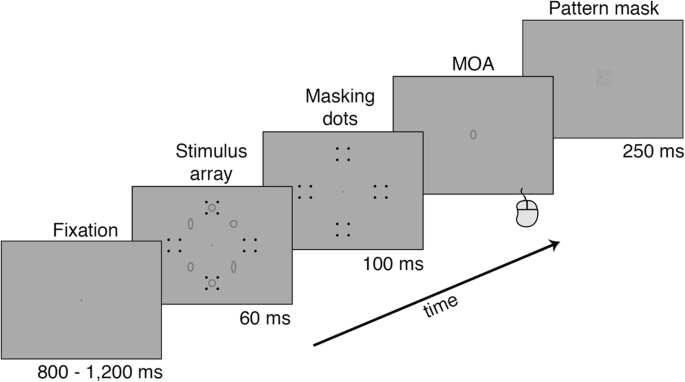 Fixation
800 - 1,200 ms
Stimulus
array
60 ms
Masking
dots
100 ms
MOA
Pattern mask
250 ms
time